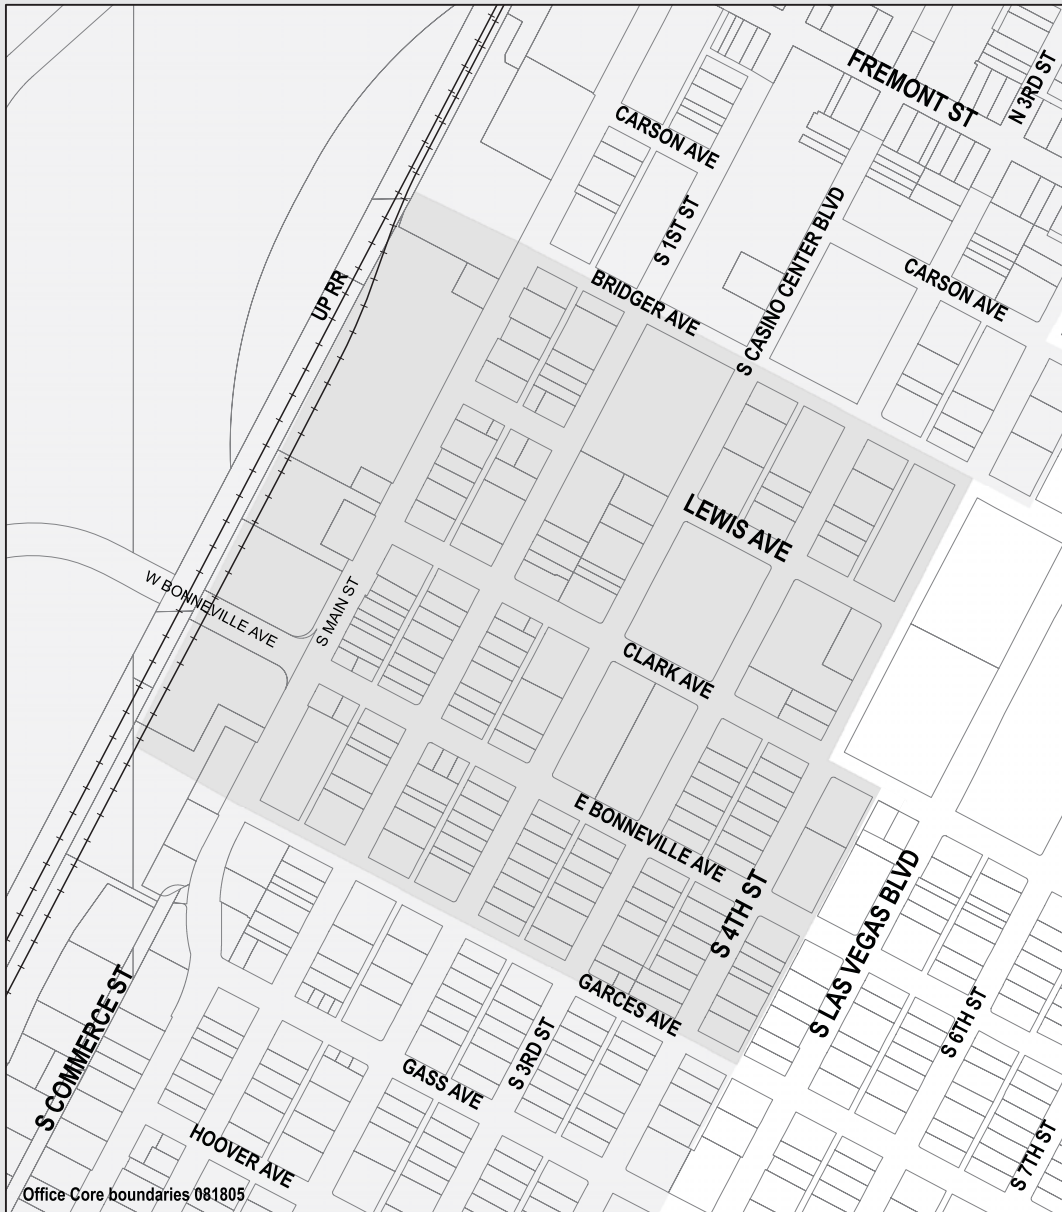 FREMONT ST
N 3RD ST
CARSON AVE
S 1ST ST
S CASINO CENTER BLVD
CARSON AVE
UP RR
BRIDGER AVE
LEWIS AVE
W BONNEVILLE AVE
S MAIN ST
CLARK AVE
E BONNEVILLE AVE
S 4TH ST
S LAS VEGAS BLVD
GARCES AVE
S COMMERCE ST
S 3RD ST
S 6TH ST
GASS AVE
HOOVER AVE
S 7TH ST
Office Core boundaries 081805